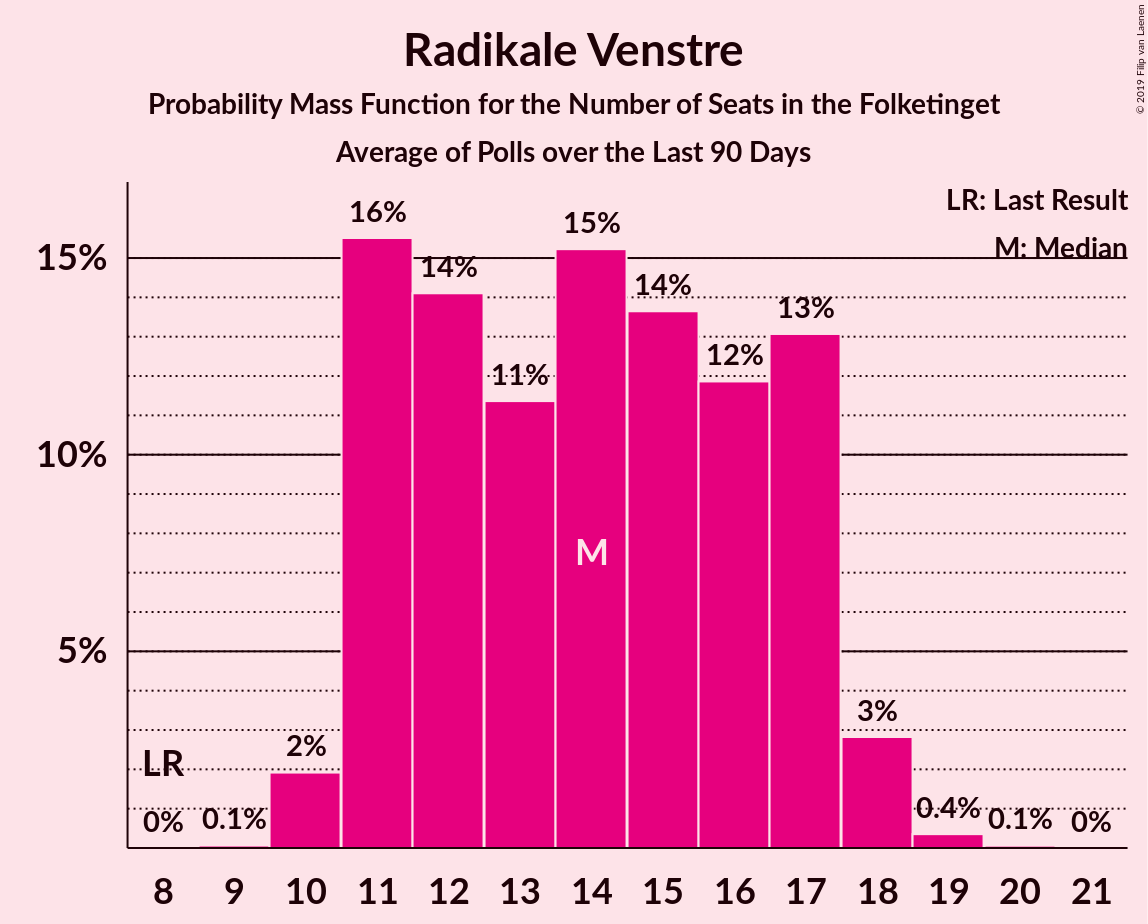 Radikale Venstre
Probability Mass Function for the Number of Seats in the Folketinget
Average of Polls over the Last 90 Days
© 2019 Filip van Laenen
LR: Last Result
M: Median
16%
15%
14%
14%
13%
12%
11%
15%
10%
5%
M
3%
2%
LR
0%
0.1%
0.4%
0.1%
0%
8 9 10 11 12 13 14 15 16 17 18 19 20 21